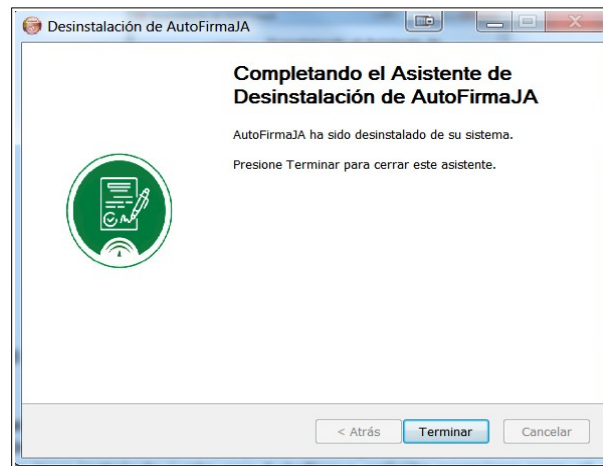 Desinstalación de AutoFirmaJA
Completando el Asistente de
Desinstalación de AutoFirmaJA
AutoFirmaJA ha sido desinstalado de su sistema.
Presione Terminar para cerrar este asistente.
< Atrás
Terminar
Cancelar